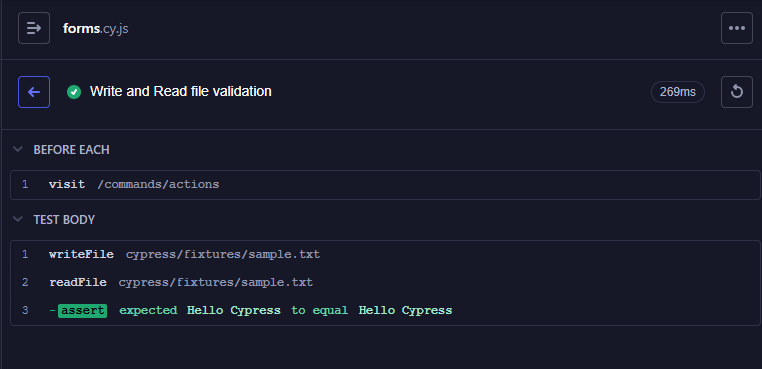 forms.cy.js
Write and Read file validation 269ms
BEFORE EACH
1 visit /commands/actions
TEST BODY
1 writeFile cypress/fixtures/sample.txt
2 readFile cypress/fixtures/sample.txt
3 -assert expected Hello Cypress to equal Hello Cypress